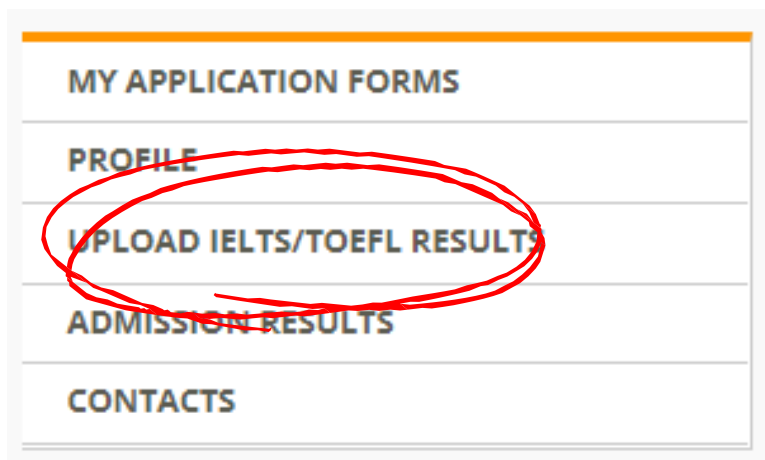 MY APPLICATION FORMS
PROFILE
UPLOAD IELTS/TOEFL RESULTS
ADMISSION RESULTS
CONTACTS